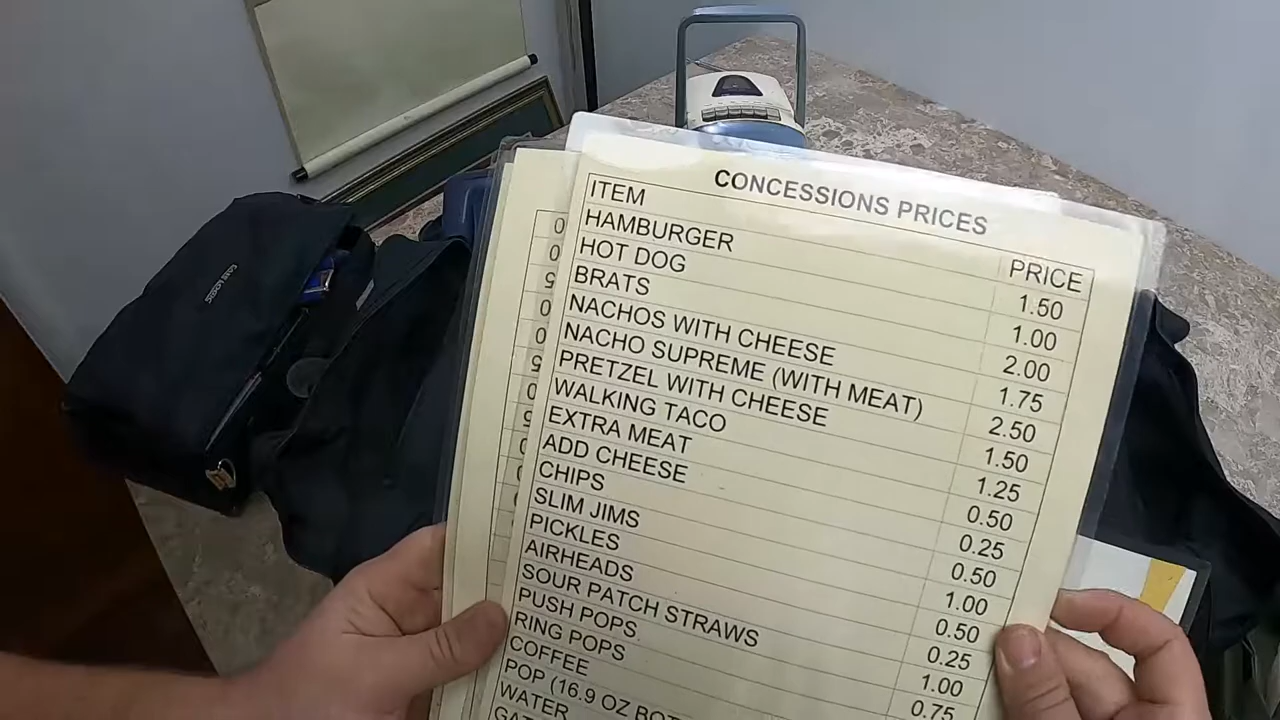 CONCESSIONS PRICES
ITEM PRICE
HAMBURGER 1.50
HOT DOG 1.00
BRATS 2.00
NACHOS WITH CHEESE 1.75
NACHO SUPREME (WITH MEAT) 2.50
PRETZEL WITH CHEESE 1.50
WALKING TACO 1.25
EXTRA MEAT 0.50
ADD CHEESE 0.25
CHIPS 0.50
SLIM JIMS 1.00
PICKLES 0.50
AIRHEADS 0.25
SOUR PATCH STRAWS 1.00
PUSH POPS 0.75
RING POPS
COFFEE
POP (16.9 OZ
WATER